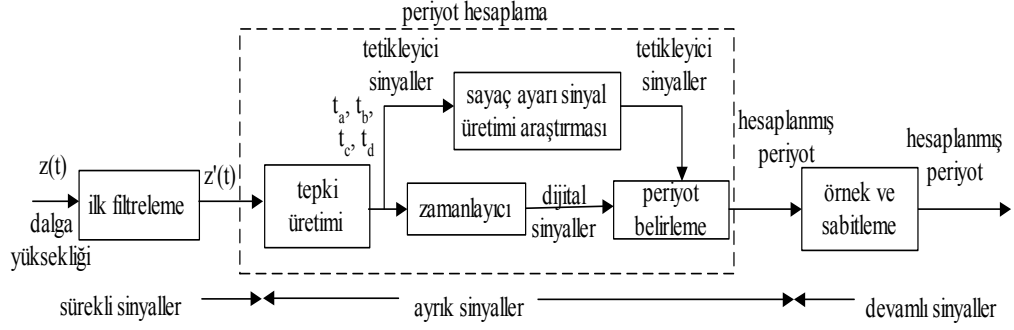 periyot hesaplama
tetikleyici
sinyaller
tetikleyici
sinyaller
t_a, t_b,
t_c, t_d
sayaç ayarı sinyal
üretimi araştırması
hesaplanmış
periyot
hesaplanmış
periyot
z(t)
dalga
yüksekliği
ilk filtreleme
z'(t)
tepki
üretimi
zamanlayıcı
dijital
sinyaller
periyot
belirleme
örnek ve
sabitleme
sürekli sinyaller
ayrık sinyaller
devamlı sinyaller